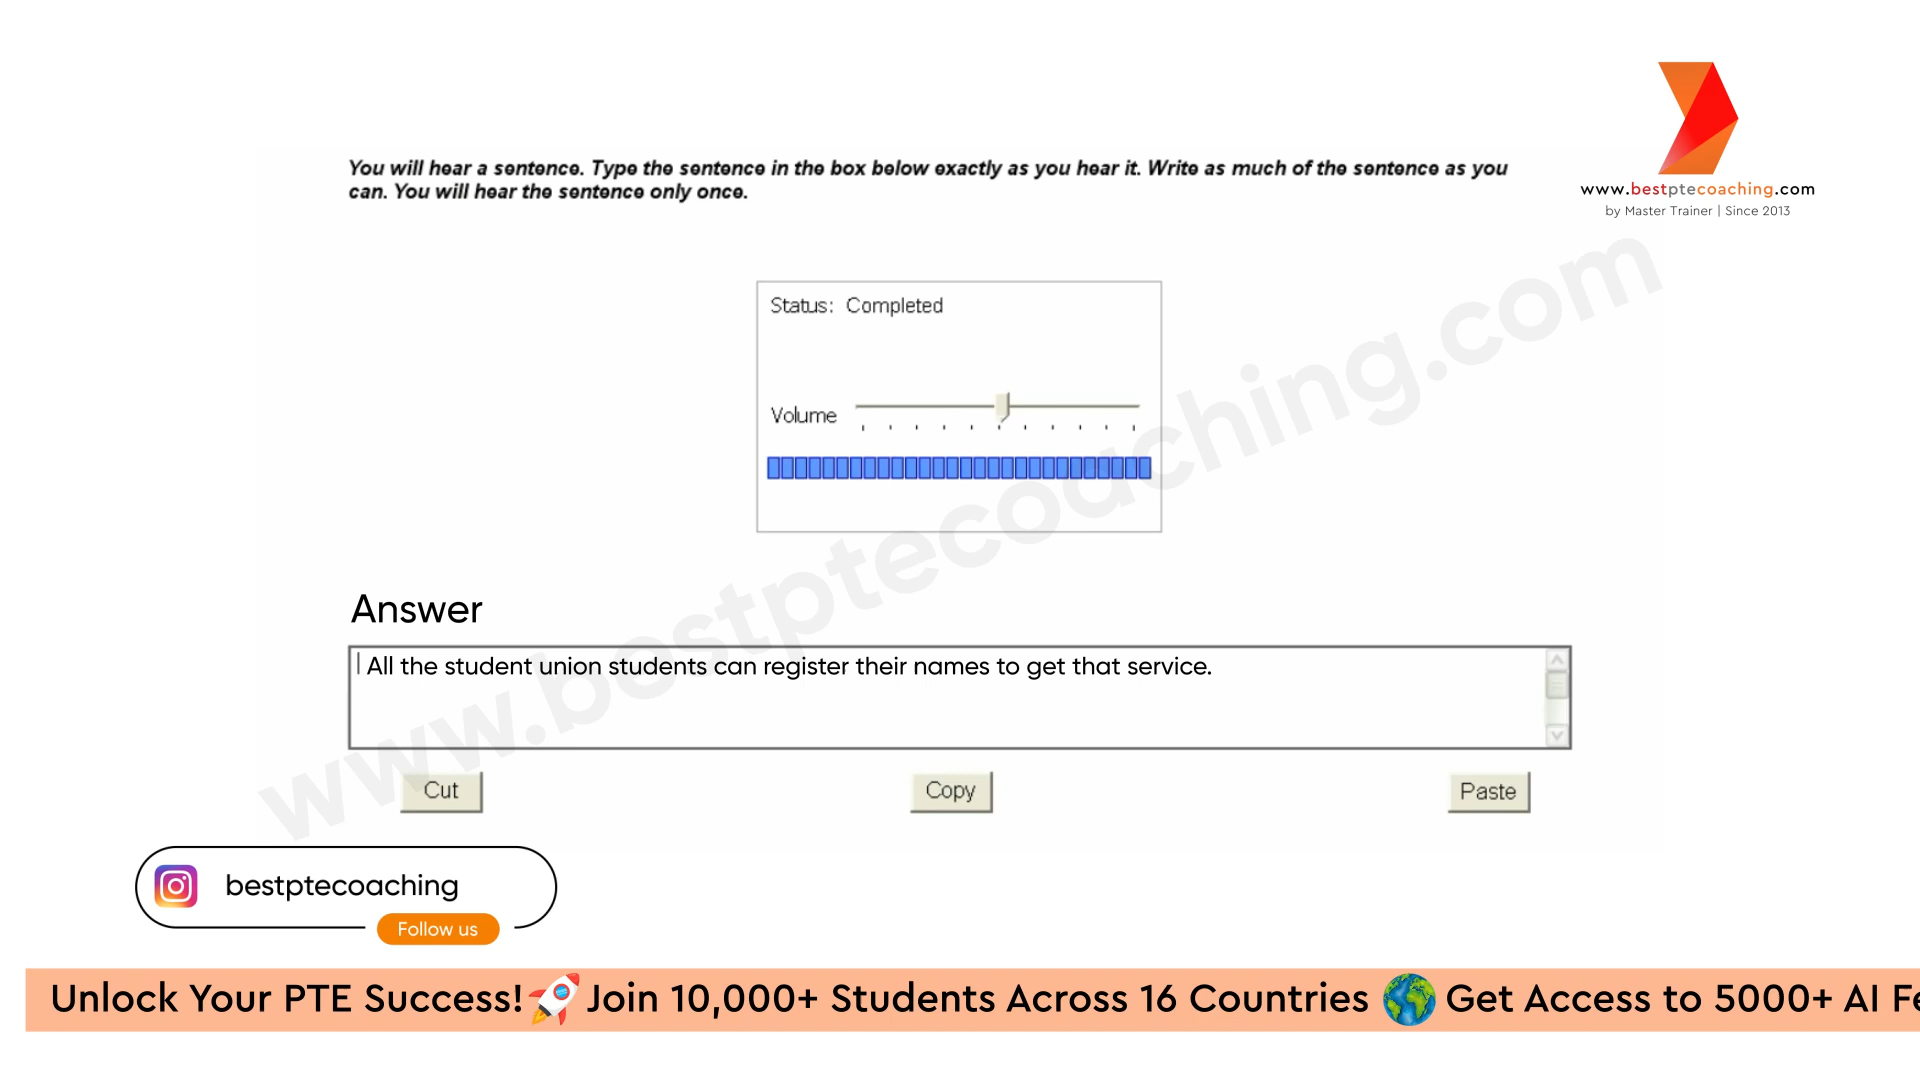 You will hear a sentence. Type the sentence in the box below exactly as you hear it. Write as much of the sentence as you
can. You will hear the sentence only once.
www.bestptecoaching.com
by Master Trainer | Since 2013
Status: Completed
Volume
www.bestptecoaching.com
Answer
All the student union students can register their names to get that service.
Cut
Copy
Paste
bestptecoaching
Follow us
Unlock Your PTE Success!🚀Join 10,000+ Students Across 16 Countries 🌍 Get Access to 5000+ AI Fe